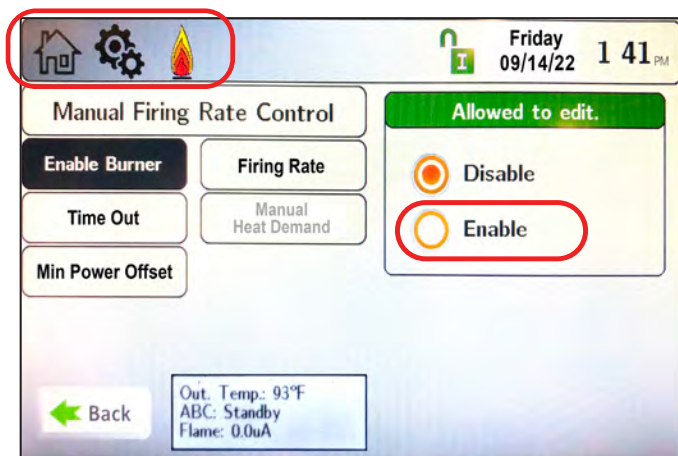 Friday
09/14/22
1 41 PM
I
Manual Firing Rate Control
Allowed to edit.
Enable Burner
Firing Rate
Disable
Time Out
Manual
Heat Demand
Enable
Min Power Offset
Back
Out. Temp.: 93°F
ABC: Standby
Flame: 0.0uA